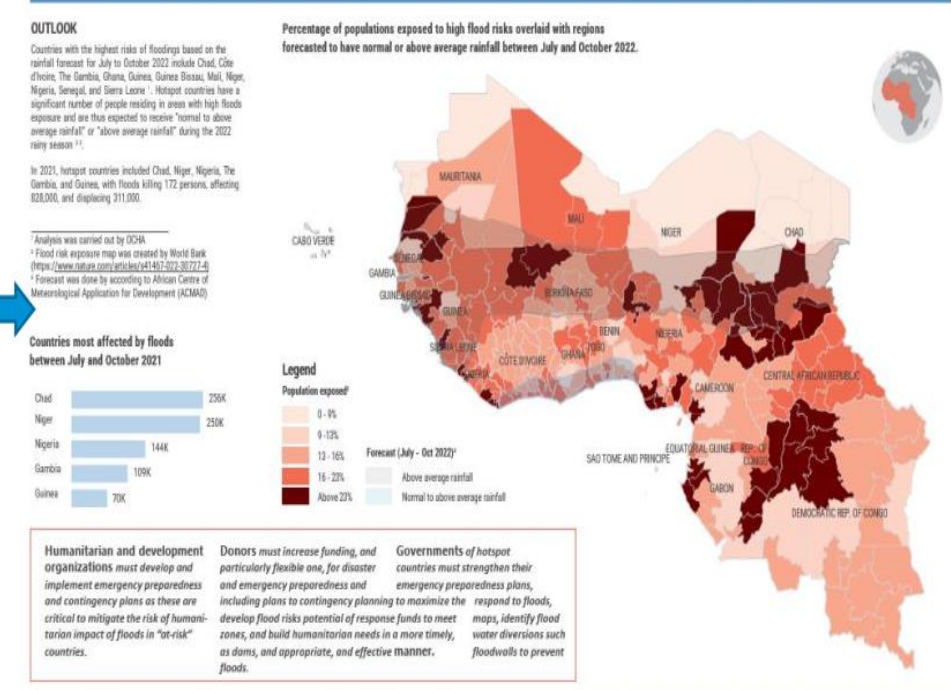 OUTLOOK
Countries with the highest risks of floodings based on the
rainfall forecast for July to October 2022 include Chad, Côte
d'Ivoire, The Gambia, Ghana, Guinea, Guinea Bissau, Mali, Niger,
Nigeria, Senegal, and Sierra Leone ¹. Hotspot countries have a
significant number of people residing in areas with high floods
exposure and are thus expected to receive "normal to above
average rainfall" or "above average rainfall" during the 2022
rainy season ²³.
In 2021, hotspot countries included Chad, Niger, Nigeria, The
Gambia, and Guinea, with floods killing 172 persons, affecting
828,000, and displacing 311,000.
Analysis was carried out by OCHA
Flood risk exposure map was created by World Bank
(https://www.nature.com/articles/s41467-022-30727-4)
Forecast was done by according to African Centre of
Meteorological Application for Development (ACMAD)
Countries most affected by floods
between July and October 2021
Chad 256K
Niger 250K
Nigeria 144K
Gambia 109K
Guinea 70K
Percentage of populations exposed to high flood risks overlaid with regions
forecasted to have normal or above average rainfall between July and October 2022.
MAURITANIA
MALI
NIGER
CHAD
CABO VERDE
SENEGAL
GAMBIA
GUINEA BISSAU
BURKINA FASO
GUINEA
BENIN
NIGERIA
SIERRA LEONE
CÔTE D'IVOIRE
GHANA
TOGO
LIBERIA
CAMEROON
CENTRAL AFRICAN REPUBLIC
EQUATORIAL GUINEA
REP. OF
CONGO
SAO TOME AND PRINCIPE
GABON
DEMOCRATIC REP. OF CONGO
Legend
Population exposed
0 - 9%
9 -13%
13 - 16%
16 - 23%
Above 23%
Forecast (July - Oct 2022)
Above average rainfall
Normal to above average rainfall
Humanitarian and development
organizations must develop and
implement emergency preparedness
and contingency plans as these are
critical to mitigate the risk of humani-
tarian impact of floods in "at-risk"
countries.
Donors must increase funding, and
particularly flexible one, for disaster
and emergency preparedness and
including plans to contingency planning to maximize the
develop flood risks potential of response funds to meet
zones, and build humanitarian needs in a more timely,
as dams, and appropriate, and effective manner.
floods.
Governments of hotspot
countries must strengthen their
emergency preparedness plans,
respond to floods,
maps, identify flood
water diversions such
floodwalls to prevent